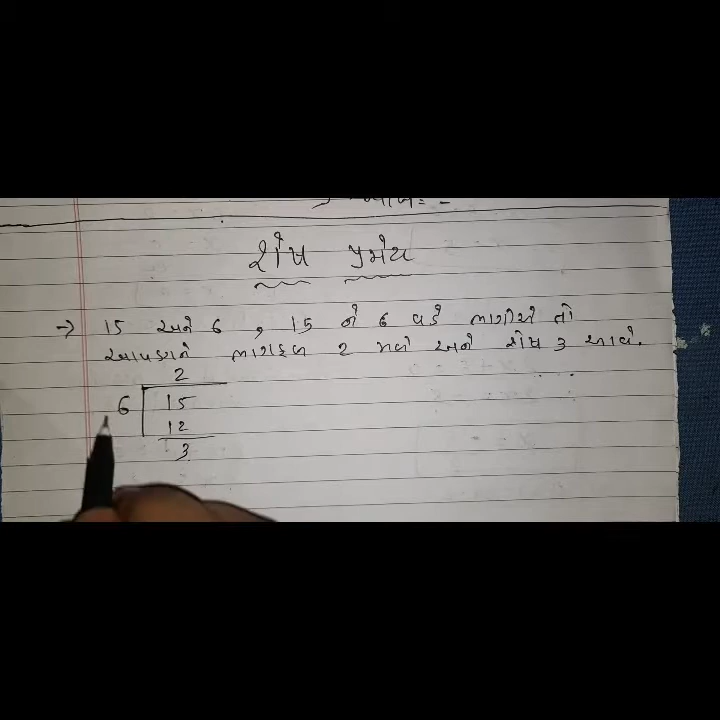 શેષ પ્રમેય
→ 15 અને 6 , 15 ને 6 વડે ભાગીએ તો
આપણને ભાગફળ 2 મળે અને શેષ 3 આવે.
2
6 15
12
3